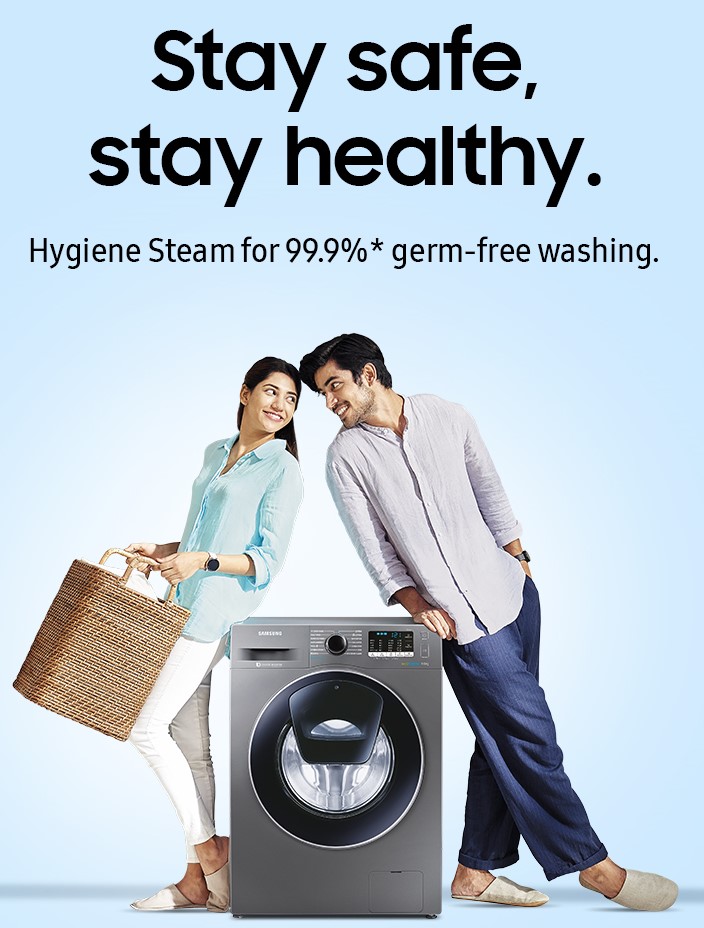 Stay safe,
stay healthy.
Hygiene Steam for 99.9%* germ-free washing.
SAMSUNG